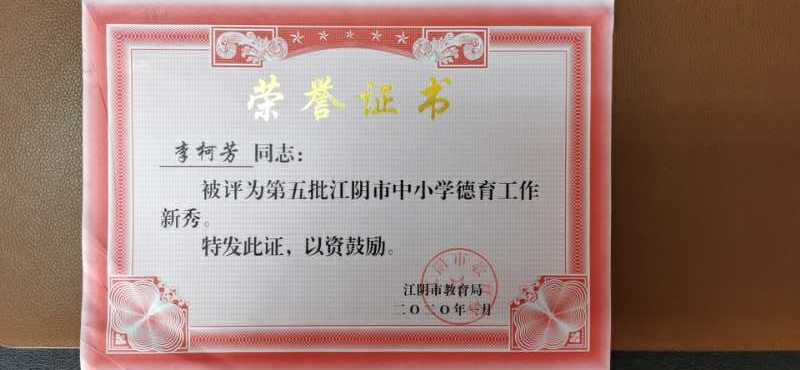 荣誉证书
李柯芳 同志：
被评为第五批江阴市中小学德育工作
新秀。
特发此证，以资鼓励。
江阴市教育局
二〇二〇年一月